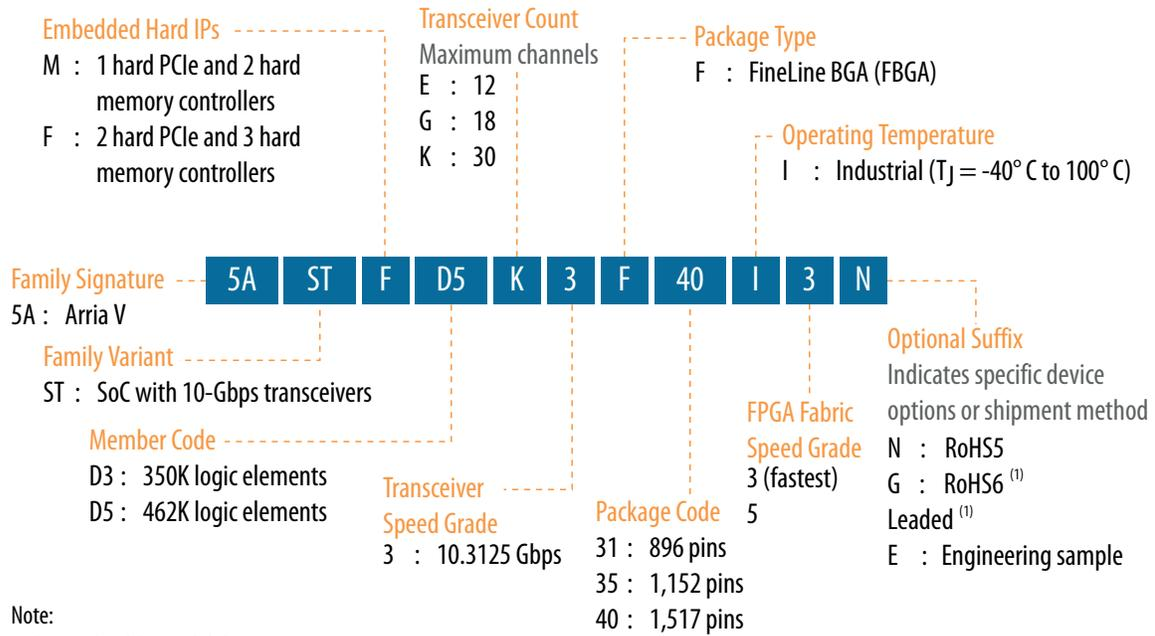 Embedded Hard IPs
M : 1 hard PCIe and 2 hard
memory controllers
F : 2 hard PCIe and 3 hard
memory controllers
Transceiver Count
Maximum channels
E : 12
G : 18
K : 30
Package Type
F : FineLine BGA (FBGA)
Operating Temperature
I : Industrial (TJ = -40° C to 100° C)
5A ST F D5 K 3 F 40 I 3 N
Family Signature
5A : Arria V
Family Variant
ST : SoC with 10-Gbps transceivers
Member Code
D3 : 350K logic elements
D5 : 462K logic elements
Transceiver
Speed Grade
3 : 10.3125 Gbps
Package Code
31 : 896 pins
35 : 1,152 pins
40 : 1,517 pins
FPGA Fabric
Speed Grade
3 (fastest)
5
Optional Suffix
Indicates specific device
options or shipment method
N : RoHS5
G : RoHS6 (1)
Leaded (1)
E : Engineering sample
Note: